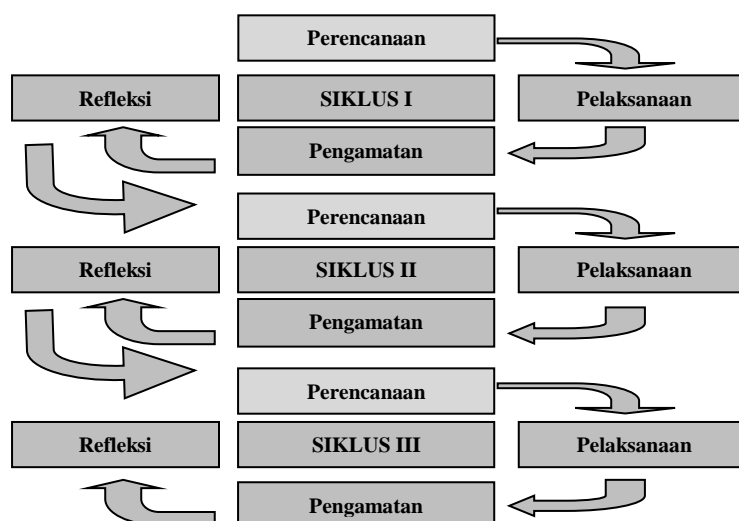 Perencanaan
Refleksi
SIKLUS I
Pelaksanaan
Pengamatan
Perencanaan
Refleksi
SIKLUS II
Pelaksanaan
Pengamatan
Perencanaan
Refleksi
SIKLUS III
Pelaksanaan
Pengamatan